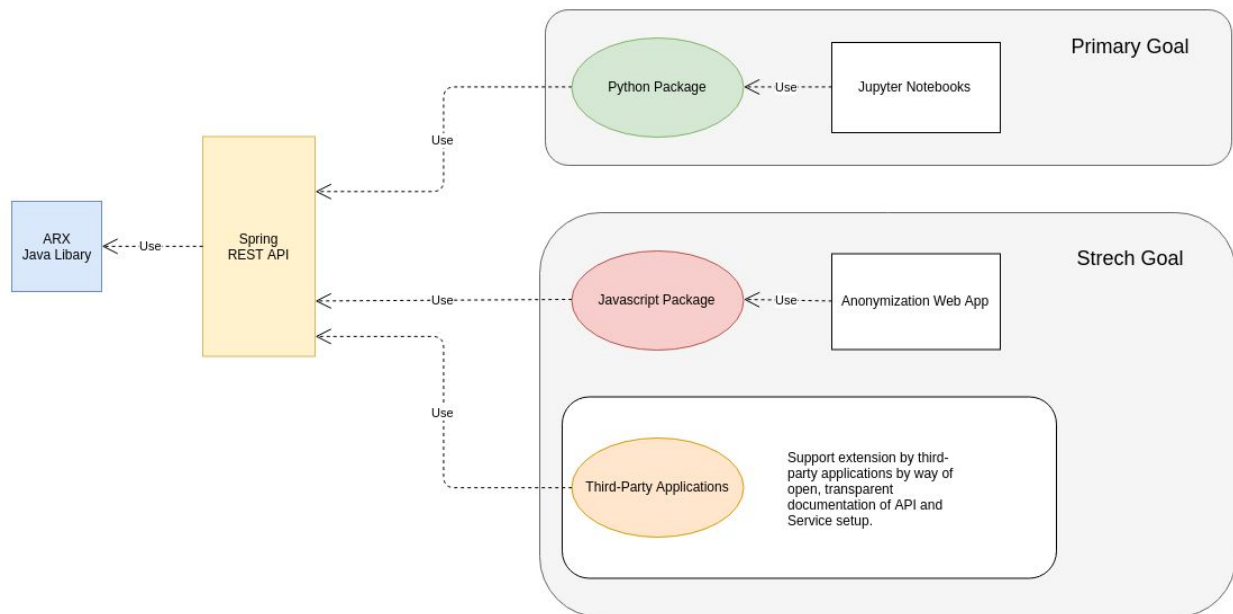 Primary Goal
Python Package
Use
Jupyter Notebooks
Use
ARX
Java Libary
Use
Spring
REST API
Strech Goal
Use
Javascript Package
Use
Anonymization Web App
Use
Third-Party Applications
Support extension by third-
party applications by way of
open, transparent
documentation of API and
Service setup.